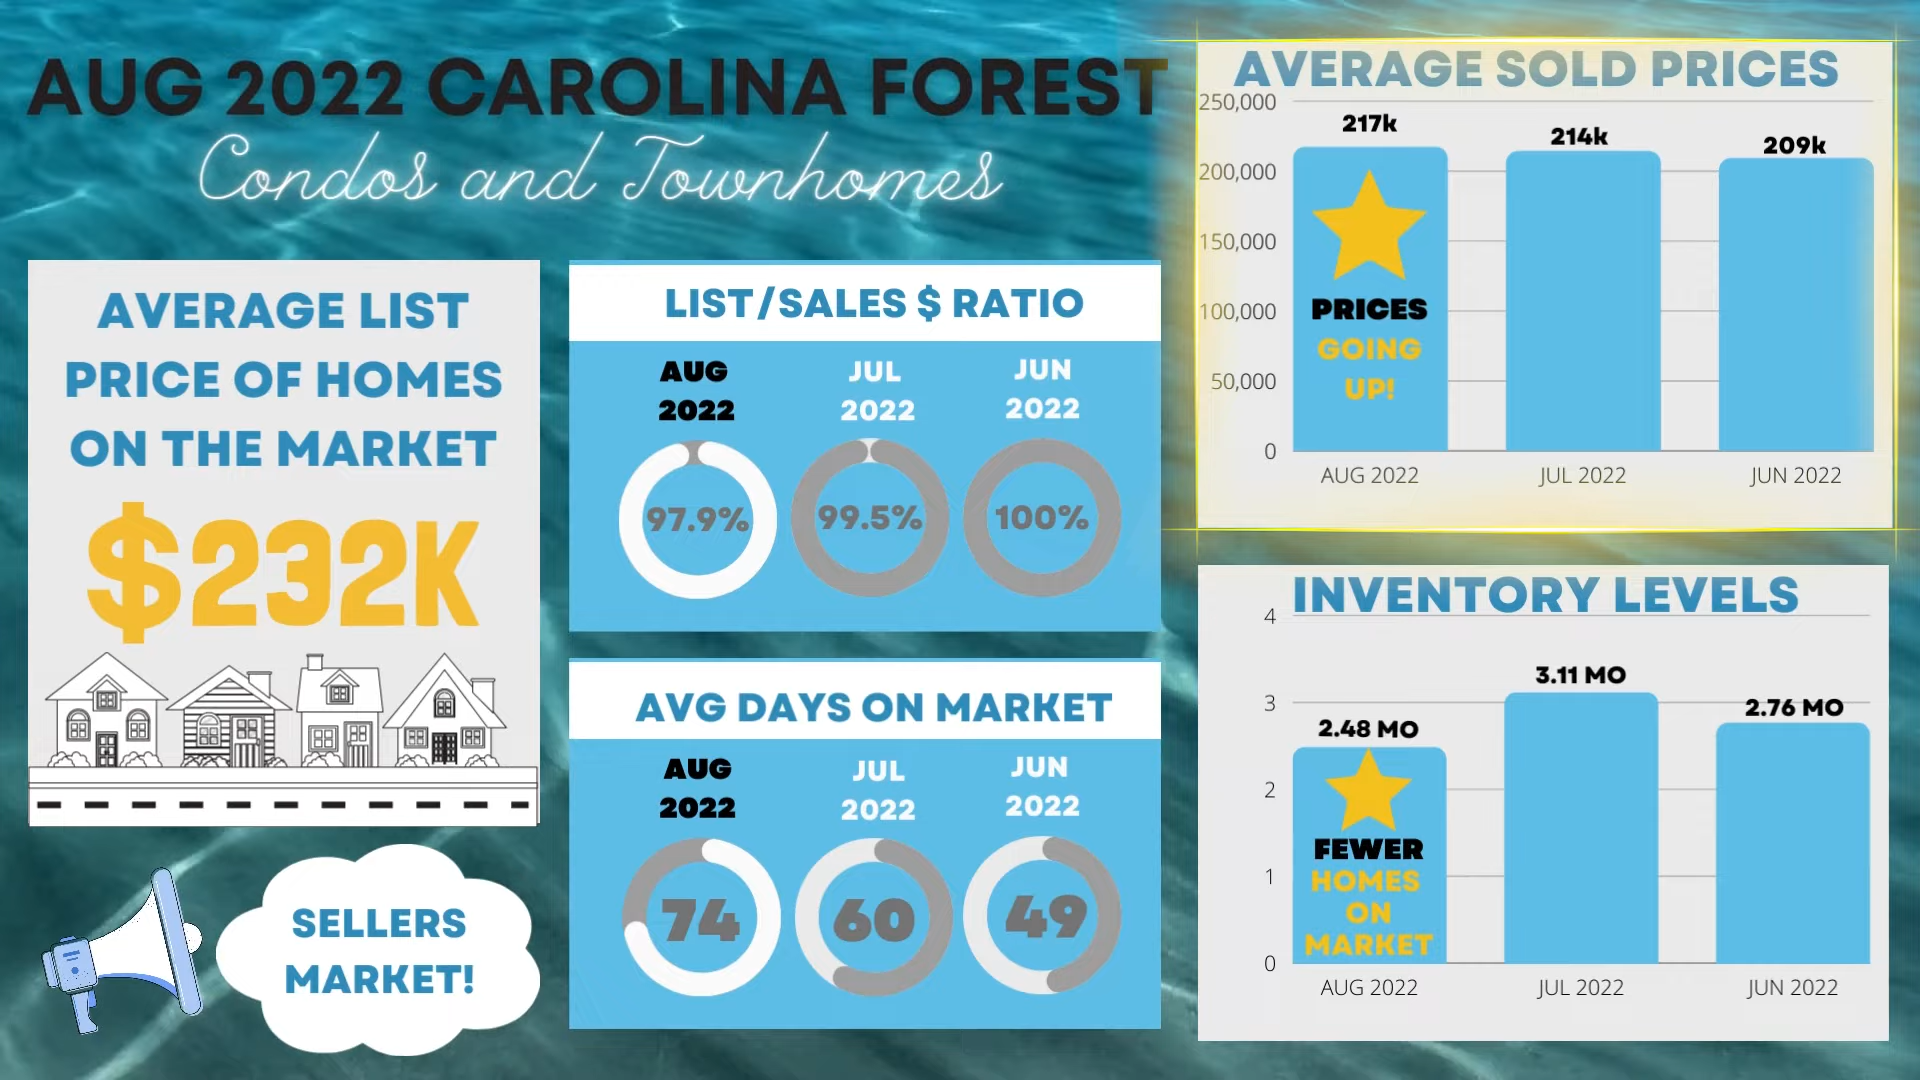 AUG 2022 CAROLINA FOREST
Condos and Townhomes
AVERAGE LIST
PRICE OF HOMES
ON THE MARKET
$232K
SELLERS
MARKET!
LIST/SALES $ RATIO
AUG
2022
JUL
2022
JUN
2022
97.9%
99.5%
100%
AVG DAYS ON MARKET
AUG
2022
JUL
2022
JUN
2022
74
60
49
AVERAGE SOLD PRICES
250,000
200,000
150,000
100,000
50,000
0
217k
214k
209k
PRICES
GOING
UP!
AUG 2022
JUL 2022
JUN 2022
INVENTORY LEVELS
4
3
2
1
0
2.48 MO
3.11 MO
2.76 MO
FEWER
HOMES
ON
MARKET
AUG 2022
JUL 2022
JUN 2022